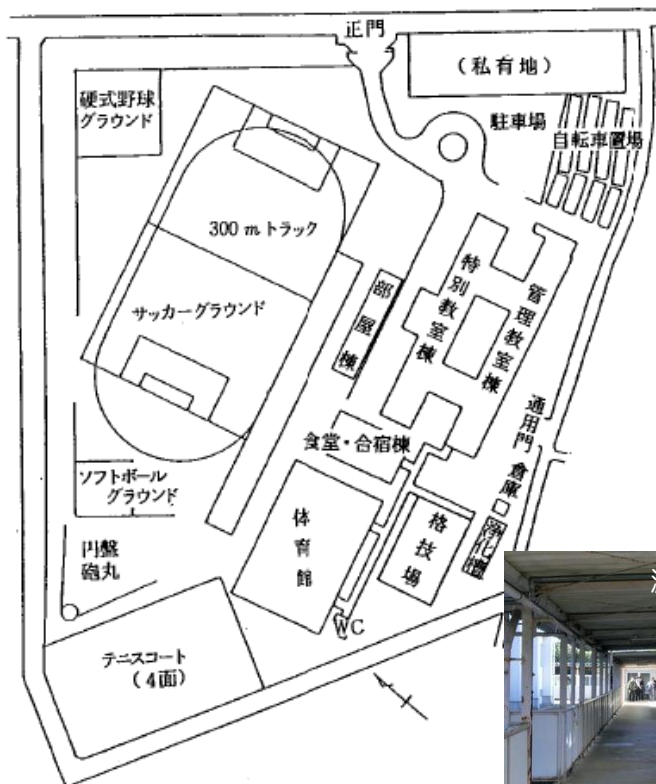 正門
(私有地)
硬式野球
グラウンド
駐車場
自転車置場
300 m トラック
サッカーグラウンド
部屋棟
特別教室棟
管理教室棟
通用門
倉庫
浄化槽
食堂・合宿棟
ソフトボール
グラウンド
体育館
格技場
円盤
砲丸
WC
テニスコート
(4面)